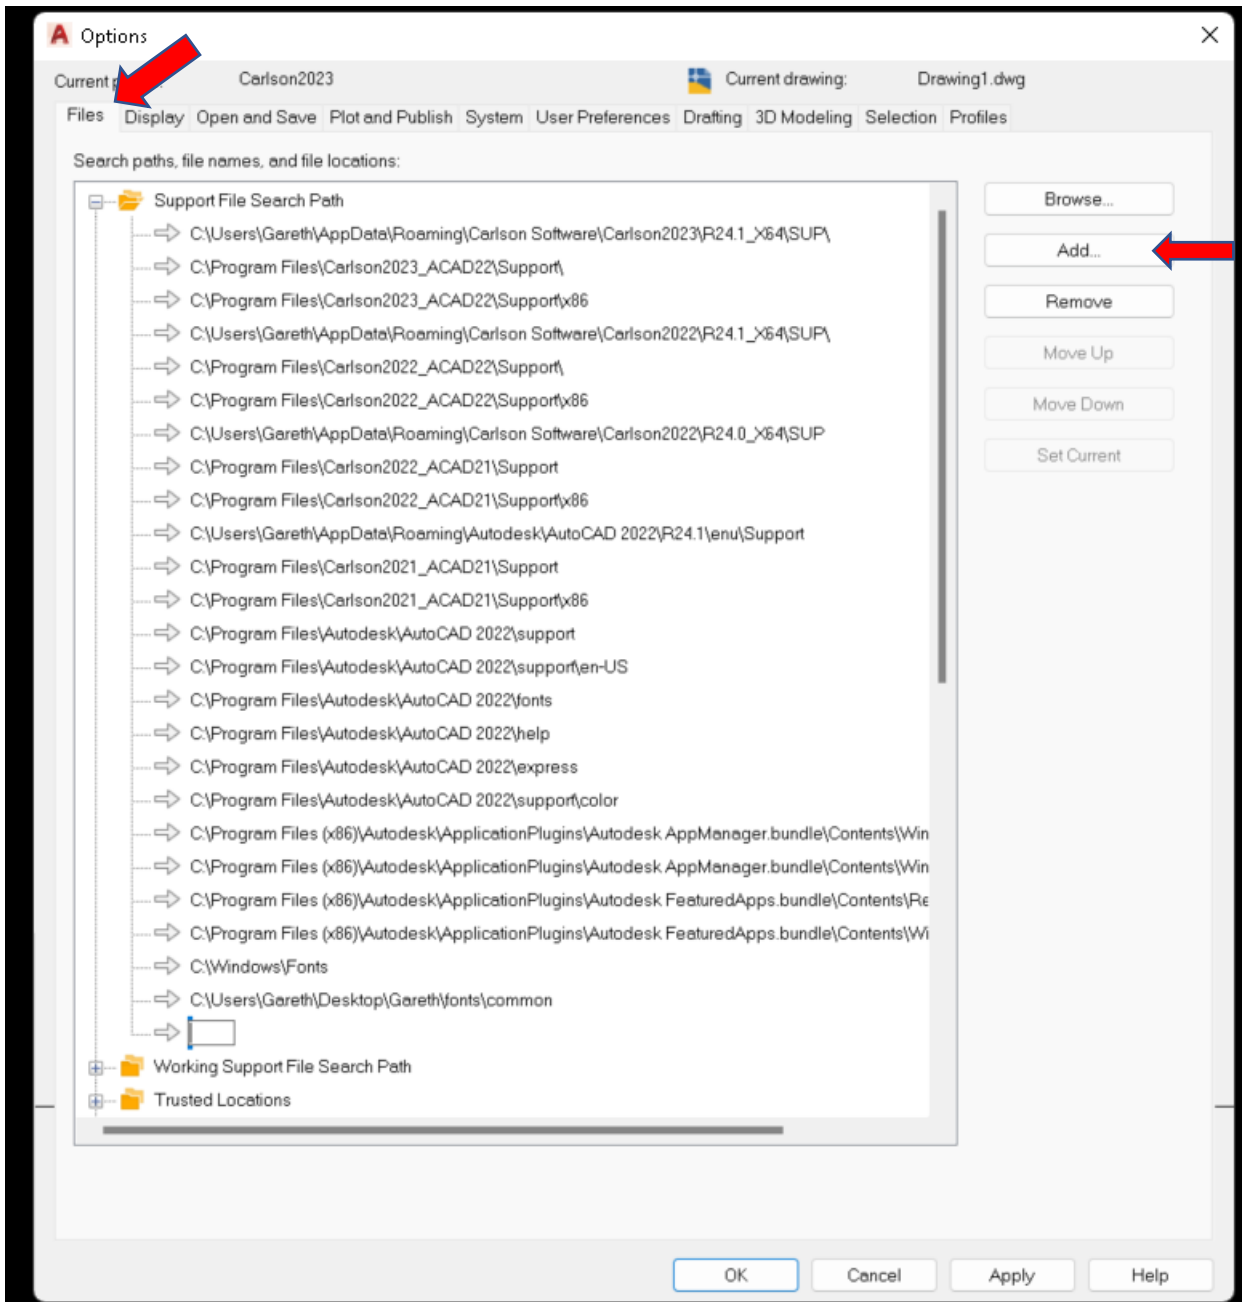 Options
Current Carlson2023 Current drawing: Drawing1.dwg
Files Display Open and Save Plot and Publish System User Preferences Drafting 3D Modeling Selection Profiles
Search paths, file names, and file locations:
Support File Search Path
Browse...
C:\Users\Gareth\AppData\Roaming\Carlson Software\Carlson2023\R24.1_X64\SUP\
Add...
C:\Program Files\Carlson2023_ACAD22\Support\
C:\Program Files\Carlson2023_ACAD22\Support\x86
Remove
C:\Users\Gareth\AppData\Roaming\Carlson Software\Carlson2022\R24.1_X64\SUP\
Move Up
C:\Program Files\Carlson2022_ACAD22\Support\
C:\Program Files\Carlson2022_ACAD22\Support\x86
Move Down
C:\Users\Gareth\AppData\Roaming\Carlson Software\Carlson2022\R24.0_X64\SUP
Set Current
C:\Program Files\Carlson2022_ACAD21\Support
C:\Program Files\Carlson2022_ACAD21\Support\x86
C:\Users\Gareth\AppData\Roaming\Autodesk\AutoCAD 2022\R24.1\enu\Support
C:\Program Files\Carlson2021_ACAD21\Support
C:\Program Files\Carlson2021_ACAD21\Support\x86
C:\Program Files\Autodesk\AutoCAD 2022\support
C:\Program Files\Autodesk\AutoCAD 2022\support\en-US
C:\Program Files\Autodesk\AutoCAD 2022\fonts
C:\Program Files\Autodesk\AutoCAD 2022\help
C:\Program Files\Autodesk\AutoCAD 2022\express
C:\Program Files\Autodesk\AutoCAD 2022\support\color
C:\Program Files (x86)\Autodesk\ApplicationPlugins\Autodesk AppManager.bundle\Contents\Win
C:\Program Files (x86)\Autodesk\ApplicationPlugins\Autodesk AppManager.bundle\Contents\Win
C:\Program Files (x86)\Autodesk\ApplicationPlugins\Autodesk FeaturedApps.bundle\Contents\Re
C:\Program Files (x86)\Autodesk\ApplicationPlugins\Autodesk FeaturedApps.bundle\Contents\Wi
C:\Windows\Fonts
C:\Users\Gareth\Desktop\Gareth\fonts\common
Working Support File Search Path
Trusted Locations
OK Cancel Apply Help